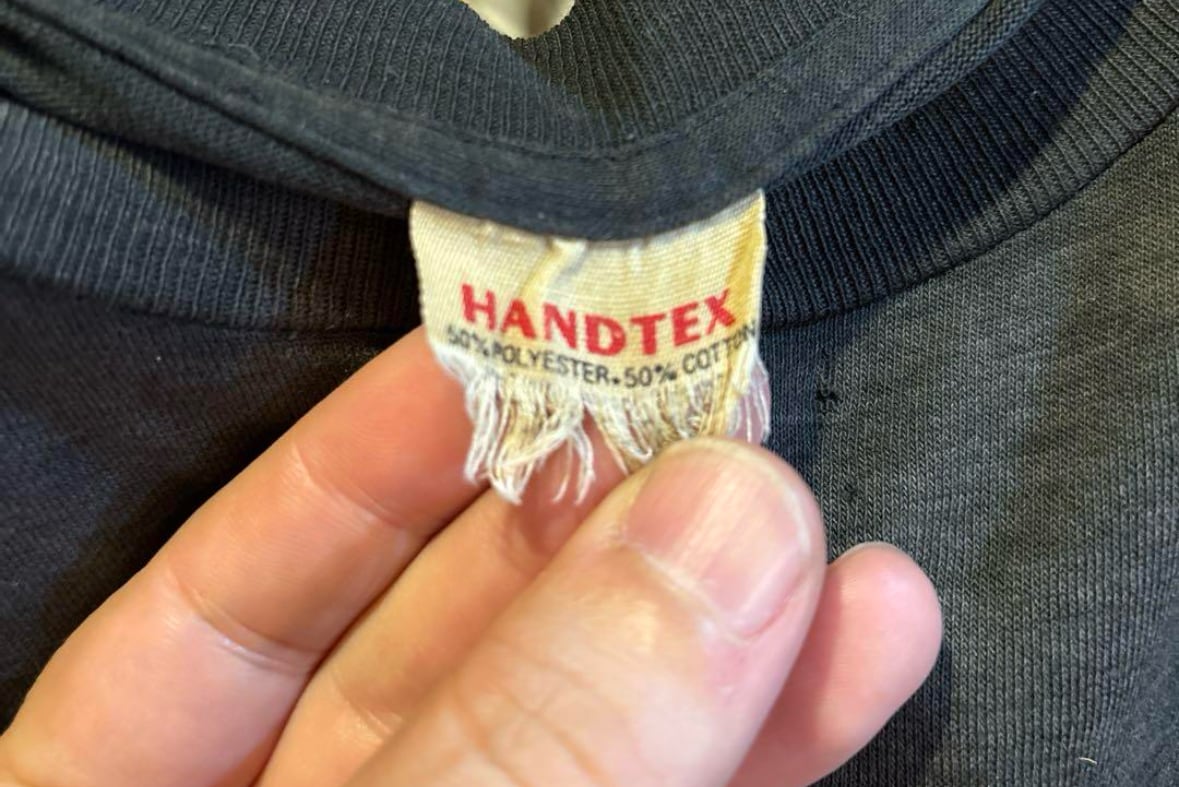 HANDTEX
50% POLYESTER • 50% COTTON